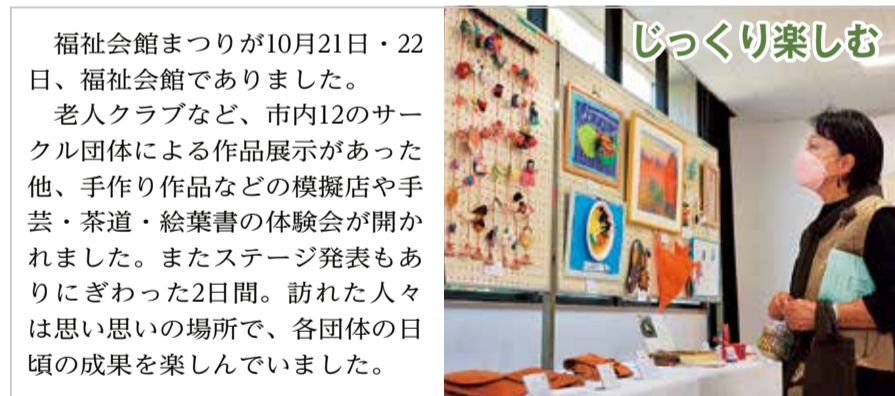 福祉会館まつりが10月21日・22
日、福祉会館でありました。
老人クラブなど、市内12のサー
クル団体による作品展示があった
他、手作り作品などの模擬店や手
芸・茶道・絵葉書の体験会が開か
れました。またステージ発表もあ
りにぎわった2日間。訪れた人々
は思い思いの場所で、各団体の日
頃の成果を楽しんでいました。
じっくり楽しむ